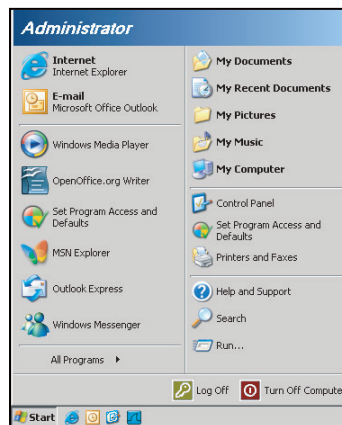 Administrator
Internet
Internet Explorer
E-mail
Microsoft Office Outlook
Windows Media Player
OpenOffice.org Writer
Set Program Access and
Defaults
MSN Explorer
Outlook Express
Windows Messenger
All Programs
My Documents
My Recent Documents
My Pictures
My Music
My Computer
Control Panel
Set Program Access and
Defaults
Printers and Faxes
Help and Support
Search
Run...
Log Off
Turn Off Compute
Start